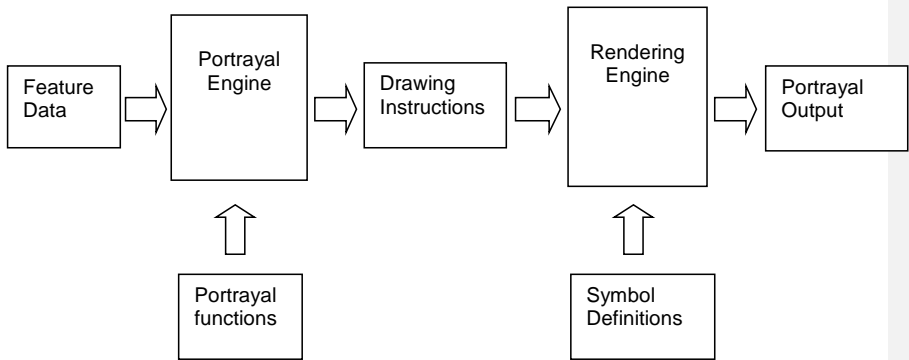 Feature
Data
Portrayal
Engine
Drawing
Instructions
Rendering
Engine
Portrayal
Output
Portrayal
functions
Symbol
Definitions